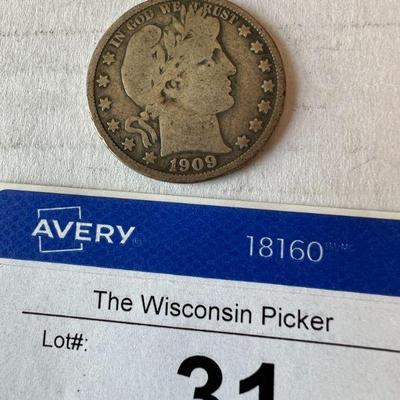 IN GOD WE TRUST
1909
AVERY
18160
The Wisconsin Picker
Lot#:
31